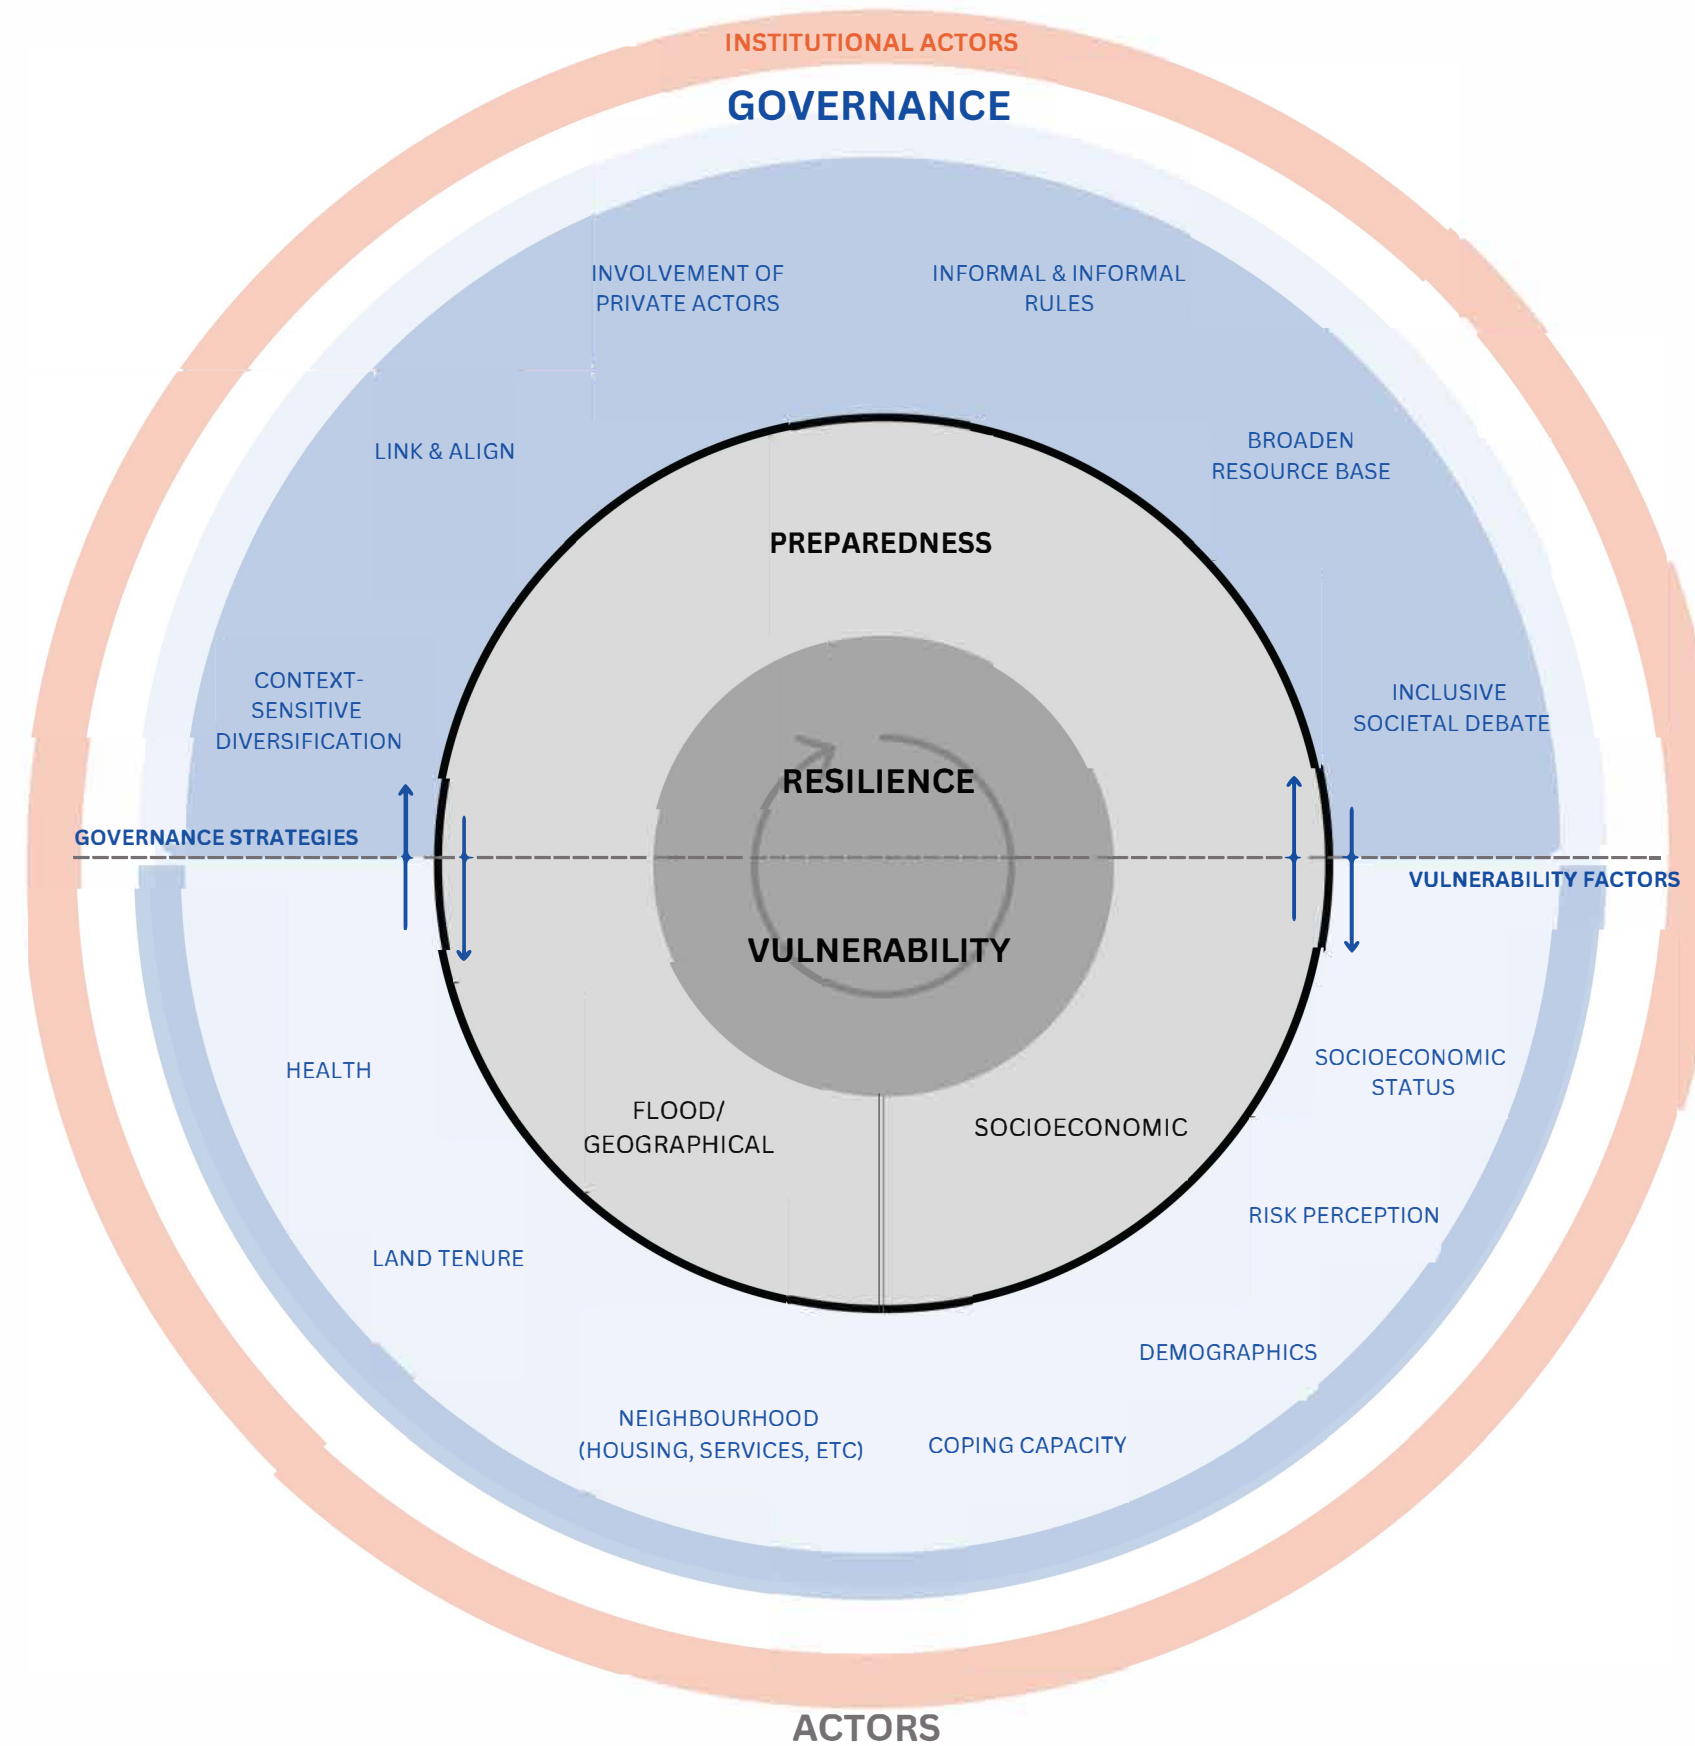 INSTITUTIONAL ACTORS
GOVERNANCE
INVOLVEMENT OF
PRIVATE ACTORS
INFORMAL & INFORMAL
RULES
LINK & ALIGN
BROADEN
RESOURCE BASE
PREPAREDNESS
CONTEXT-
SENSITIVE
DIVERSIFICATION
INCLUSIVE
SOCIETAL DEBATE
RESILIENCE
GOVERNANCE STRATEGIES
VULNERABILITY FACTORS
VULNERABILITY
HEALTH
SOCIOECONOMIC
STATUS
FLOOD/
GEOGRAPHICAL
SOCIOECONOMIC
RISK PERCEPTION
LAND TENURE
DEMOGRAPHICS
NEIGHBOURHOOD
(HOUSING, SERVICES, ETC)
COPING CAPACITY
ACTORS